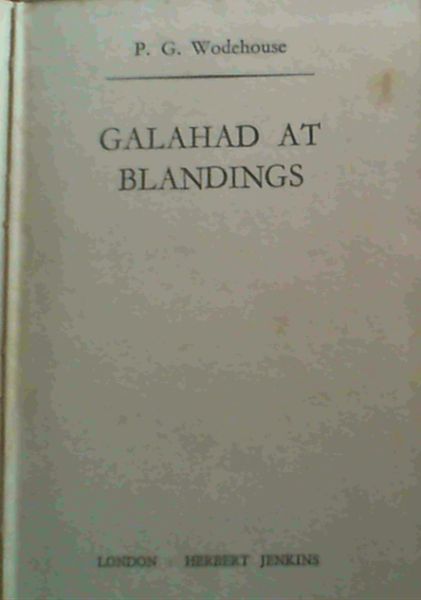 P. G. Wodehouse
GALAHAD AT
BLANDINGS
LONDON : HERBERT JENKINS